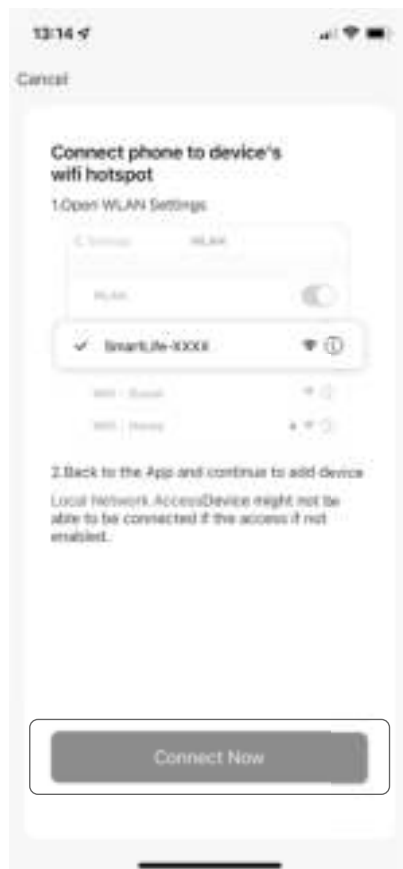 13:14
Cancel
Connect phone to device's
wifi hotspot
1.Open WLAN Settings
WLAN
WLAN
SmartLife-XXXX
2.Back to the App and continue to add device
Local Network AccessDevice might not be
able to be connected if the access if not
enabled.
Connect Now